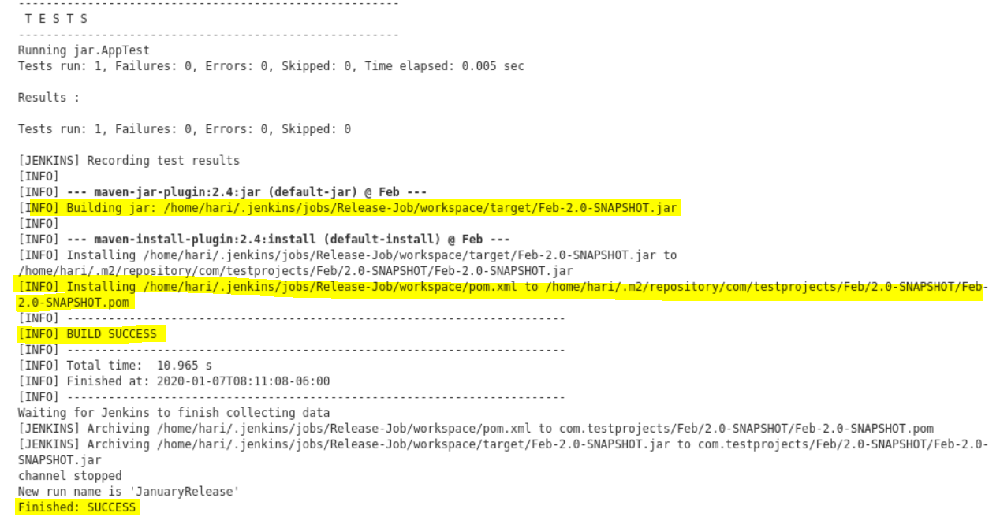 -------------------------------------------------------
 T E S T S
-------------------------------------------------------
Running jar.AppTest
Tests run: 1, Failures: 0, Errors: 0, Skipped: 0, Time elapsed: 0.005 sec
Results :
Tests run: 1, Failures: 0, Errors: 0, Skipped: 0
[JENKINS] Recording test results
[INFO]
[INFO] --- maven-jar-plugin:2.4:jar (default-jar) @ Feb ---
[INFO] Building jar: /home/hari/.jenkins/jobs/Release-Job/workspace/target/Feb-2.0-SNAPSHOT.jar
[INFO]
[INFO] --- maven-install-plugin:2.4:install (default-install) @ Feb ---
[INFO] Installing /home/hari/.jenkins/jobs/Release-Job/workspace/target/Feb-2.0-SNAPSHOT.jar to
/home/hari/.m2/repository/com/testprojects/Feb/2.0-SNAPSHOT/Feb-2.0-SNAPSHOT.jar
[INFO] Installing /home/hari/.jenkins/jobs/Release-Job/workspace/pom.xml to /home/hari/.m2/repository/com/testprojects/Feb/2.0-SNAPSHOT/Feb-
2.0-SNAPSHOT.pom
[INFO] ------------------------------------------------------------------------
[INFO] BUILD SUCCESS
[INFO] ------------------------------------------------------------------------
[INFO] Total time:  10.965 s
[INFO] Finished at: 2020-01-07T08:11:08-06:00
[INFO] ------------------------------------------------------------------------
Waiting for Jenkins to finish collecting data
[JENKINS] Archiving /home/hari/.jenkins/jobs/Release-Job/workspace/pom.xml to com.testprojects/Feb/2.0-SNAPSHOT/Feb-2.0-SNAPSHOT.pom
[JENKINS] Archiving /home/hari/.jenkins/jobs/Release-Job/workspace/target/Feb-2.0-SNAPSHOT.jar to com.testprojects/Feb/2.0-SNAPSHOT/Feb-2.0-
SNAPSHOT.jar
channel stopped
New run name is 'JanuaryRelease'
Finished: SUCCESS